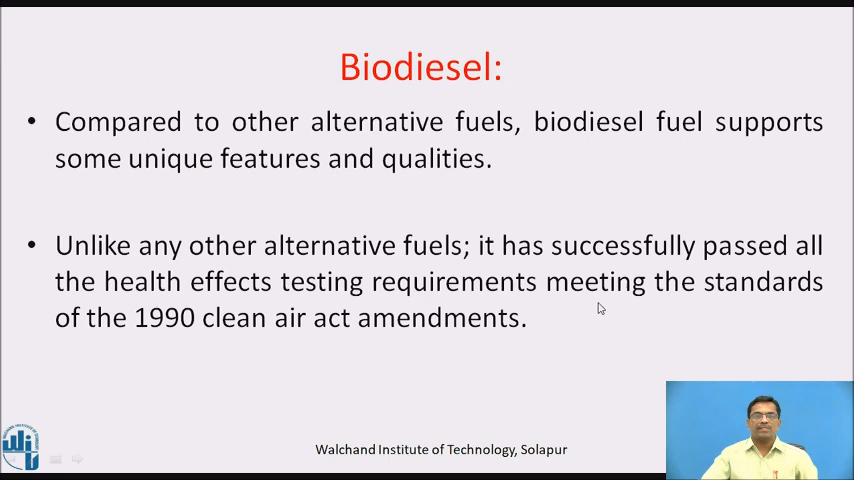 Biodiesel:
• Compared to other alternative fuels, biodiesel fuel supports
some unique features and qualities.
• Unlike any other alternative fuels; it has successfully passed all
the health effects testing requirements meeting the standards
of the 1990 clean air act amendments.
Walchand Institute of Technology, Solapur